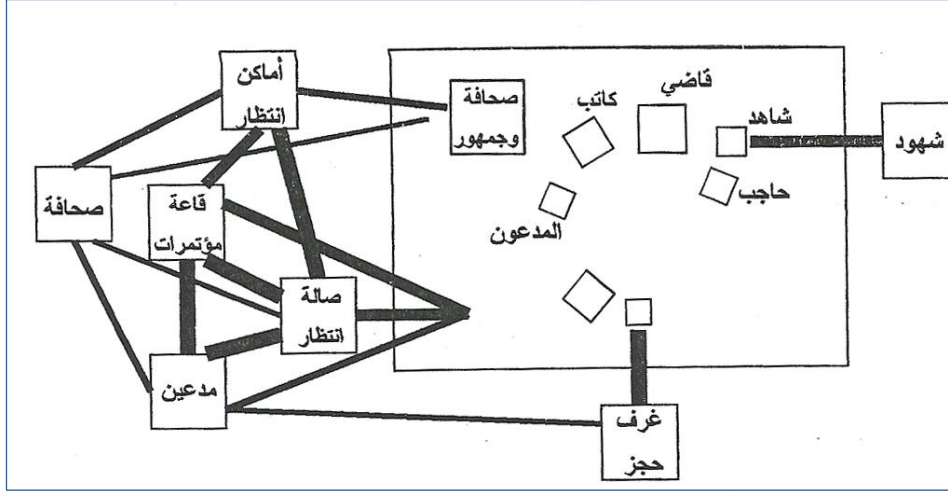 أماكن
انتظار
صحافة
وجمهور
كاتب
قاضي
شاهد
شهود
حاجب
المدعون
صحافة
قاعة
مؤتمرات
صالة
انتظار
مدعين
غرف
حجز